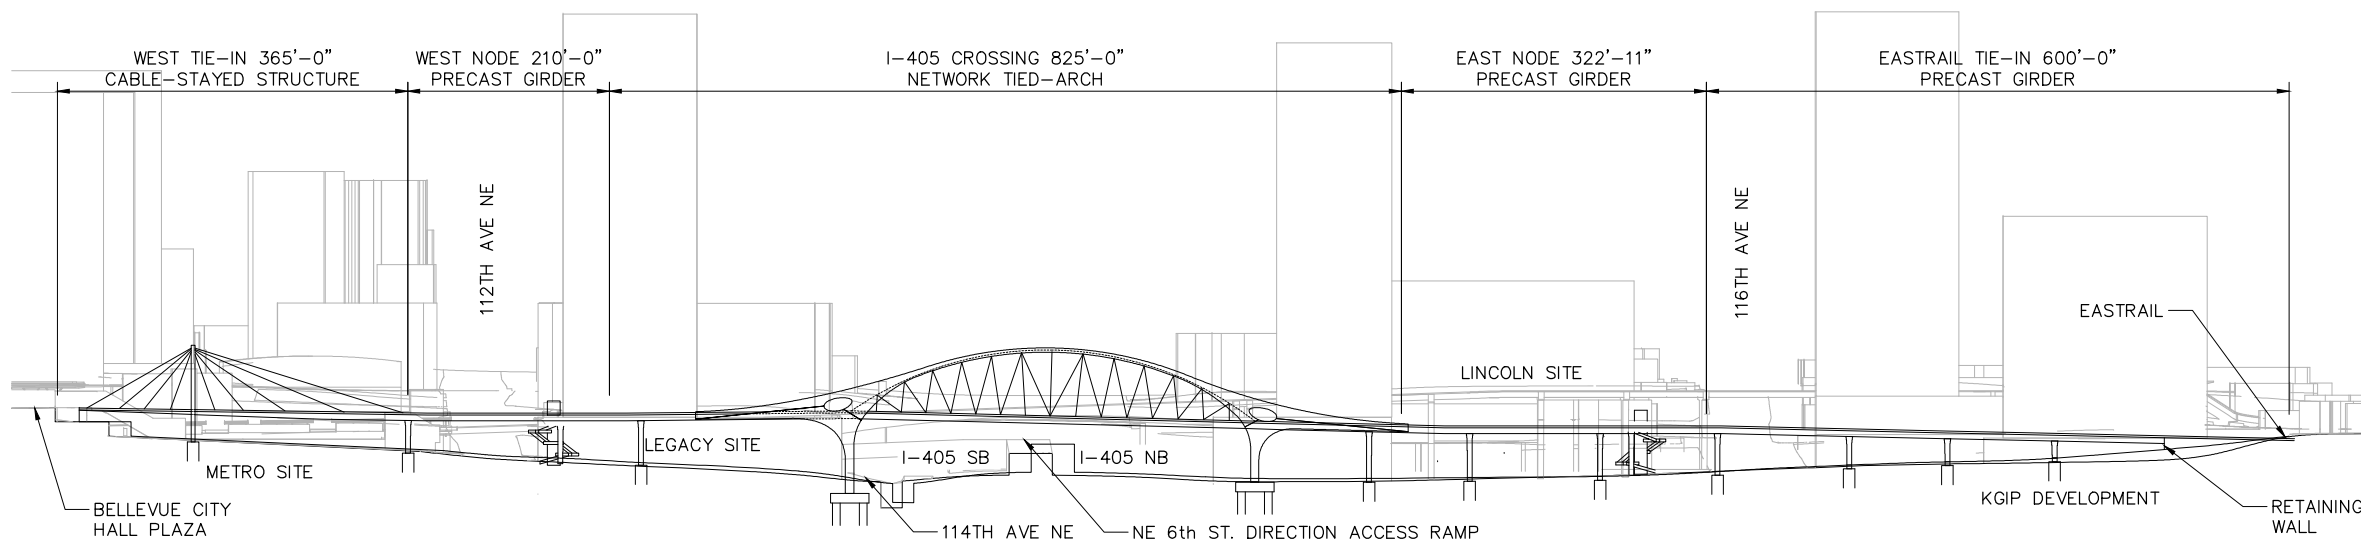 WEST TIE-IN 365'-0"
CABLE-STAYED STRUCTURE
WEST NODE 210'-0"
PRECAST GIRDER
I-405 CROSSING 825'-0"
NETWORK TIED-ARCH
EAST NODE 322'-11"
PRECAST GIRDER
EASTRAIL TIE-IN 600'-0"
PRECAST GIRDER
112TH AVE NE
116TH AVE NE
EASTRAIL
LINCOLN SITE
LEGACY SITE
I-405 SB
I-405 NB
METRO SITE
BELLEVUE CITY
HALL PLAZA
114TH AVE NE
NE 6th ST. DIRECTION ACCESS RAMP
KGIP DEVELOPMENT
RETAINING
WALL